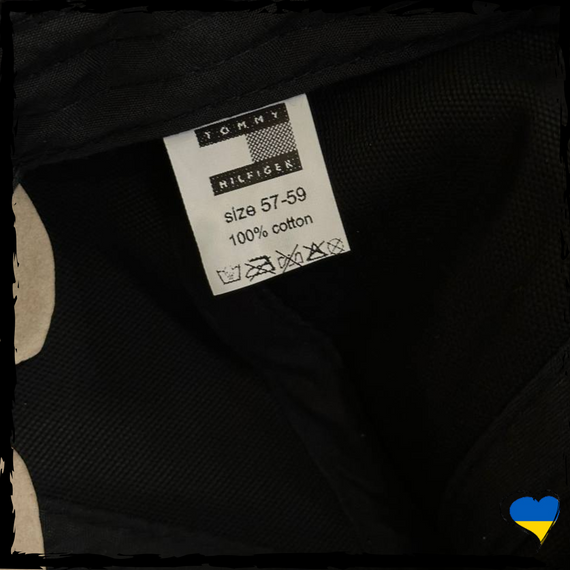 TOMMY
HILFIGER
size 57-59
100% cotton